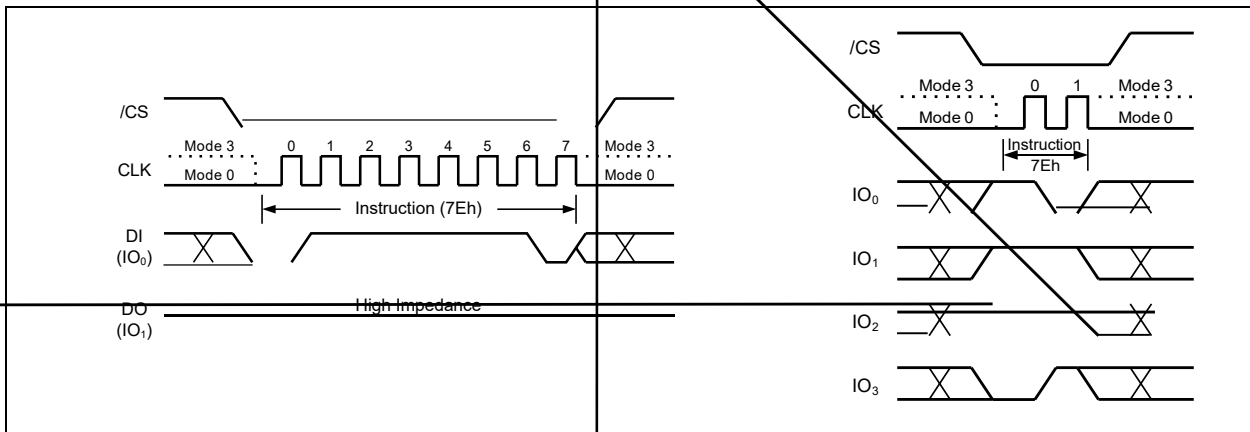 /CS
Mode 3 0 1 2 3 4 5 6 7 Mode 3
CLK
Mode 0 Mode 0
Instruction (7Eh)
DI
(IO₀)
High Impedance
DO
(IO₁)
/CS
Mode 3 0 1 Mode 3
CLK
Mode 0 Mode 0
Instruction
7Eh
IO₀
IO₁
IO₂
IO₃